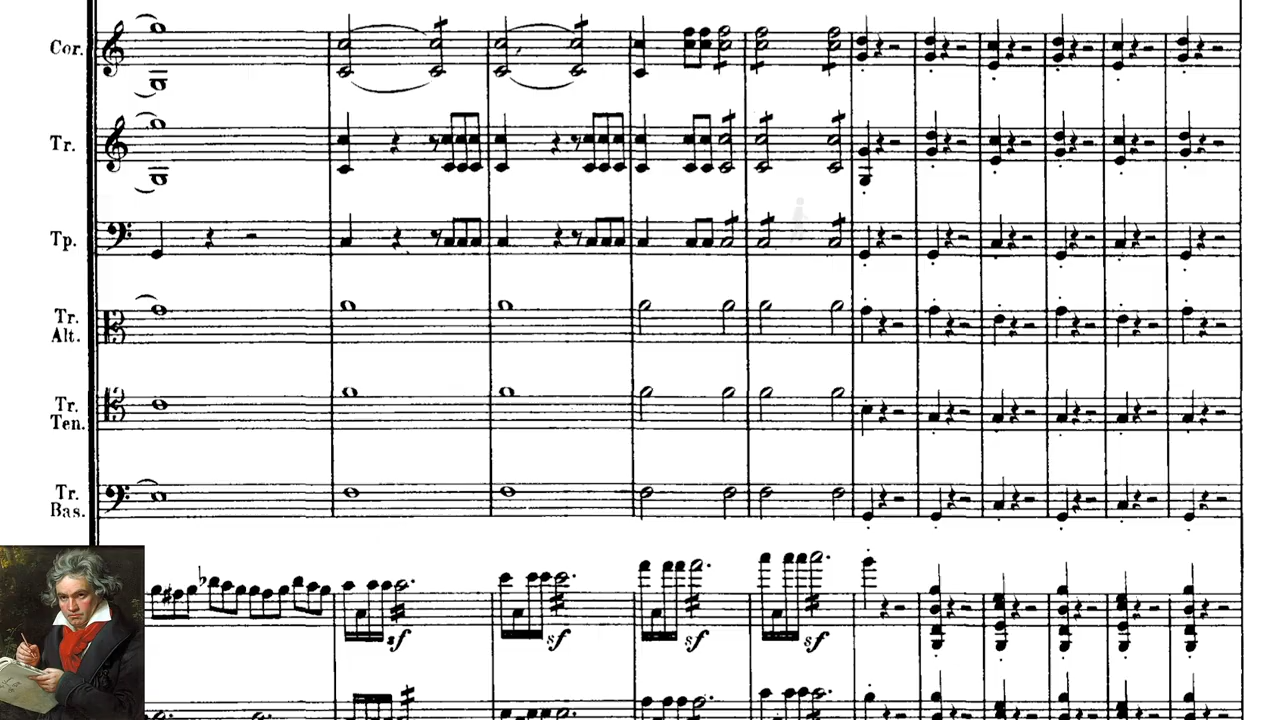 Cor.
Tr.
Tp.
Tr.
Alt.
Tr.
Ten.
Tr.
Bas.
sf sf sf sf